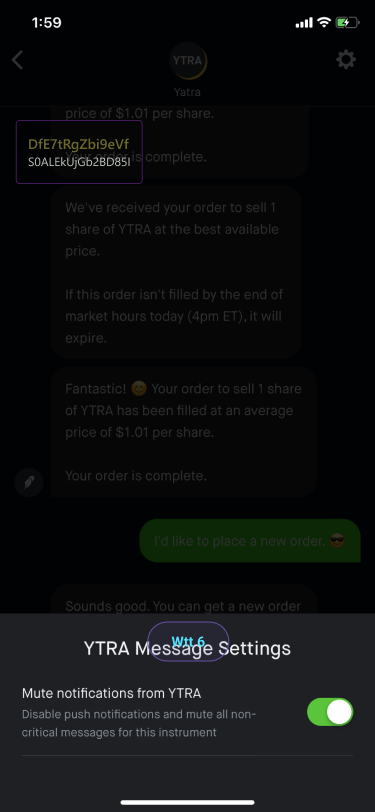 1:59
YTRA
Yatra
price of $1.01 per share.
DfE7tRgZbi9eVf
Your order is complete.
S0ALEkUjGb2BD85I
We've received your order to sell 1
share of YTRA at the best available
price.
If this order isn't filled by the end of
market hours today (4pm ET), it will
expire.
Fantastic! 😇 Your order to sell 1 share
of YTRA has been filled at an average
price of $1.01 per share.
Your order is complete.
I'd like to place a new order. 😎
Sounds good. You can get a new order
Wtt 6
YTRA Message Settings
Mute notifications from YTRA
Disable push notifications and mute all non-
critical messages for this instrument